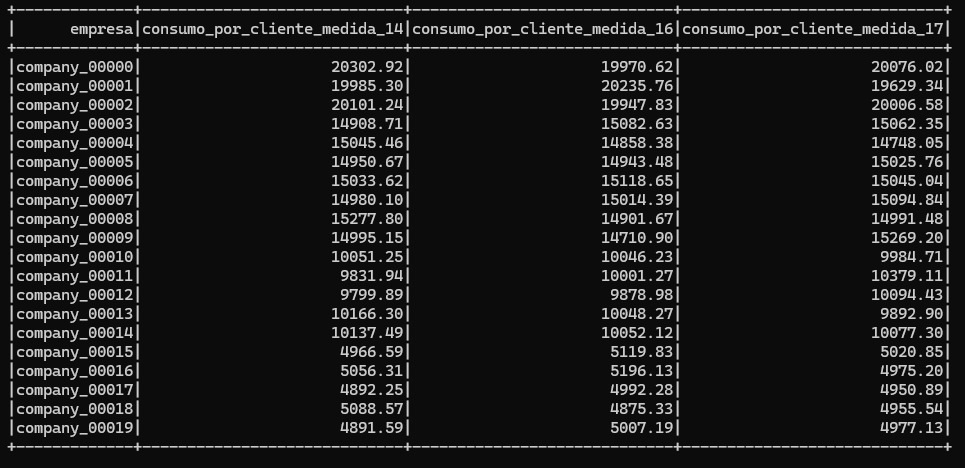 +--------------+-----------------------------+-----------------------------+-----------------------------+
|       empresa|consumo_por_cliente_medida_14|consumo_por_cliente_medida_16|consumo_por_cliente_medida_17|
+--------------+-----------------------------+-----------------------------+-----------------------------+
|company_00000|                     20302.92|                     19970.62|                     20076.02|
|company_00001|                     19985.30|                     20235.76|                     19629.34|
|company_00002|                     20101.24|                     19947.83|                     20006.58|
|company_00003|                     14908.71|                     15082.63|                     15062.35|
|company_00004|                     15045.46|                     14858.38|                     14748.05|
|company_00005|                     14950.67|                     14943.48|                     15025.76|
|company_00006|                     15033.62|                     15118.65|                     15045.04|
|company_00007|                     14980.10|                     15014.39|                     15094.84|
|company_00008|                     15277.80|                     14901.67|                     14991.48|
|company_00009|                     14995.15|                     14710.90|                     15269.20|
|company_00010|                     10051.25|                     10046.23|                      9984.71|
|company_00011|                      9831.94|                     10001.27|                     10379.11|
|company_00012|                      9799.89|                      9878.98|                     10094.43|
|company_00013|                     10166.30|                     10048.27|                      9892.90|
|company_00014|                     10137.49|                     10052.12|                     10077.30|
|company_00015|                      4966.59|                      5119.83|                      5020.85|
|company_00016|                      5056.31|                      5196.13|                      4975.20|
|company_00017|                      4892.25|                      4992.28|                      4950.89|
|company_00018|                      5088.57|                      4875.33|                      4955.54|
|company_00019|                      4891.59|                      5007.19|                      4977.13|
+--------------+-----------------------------+-----------------------------+-----------------------------+